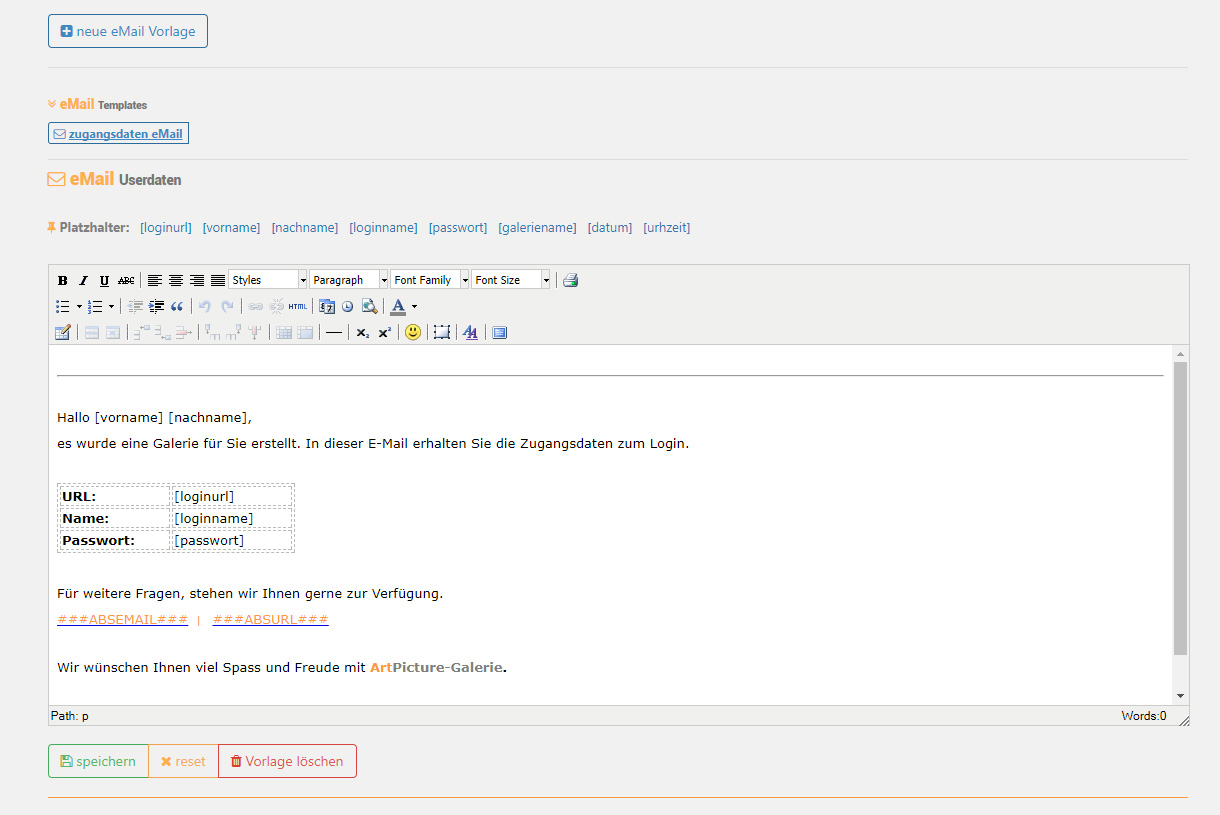 neue eMail Vorlage
eMail Templates
zugangsdaten eMail
eMail Userdaten
Platzhalter: [loginurl] [vorname] [nachname] [loginname] [passwort] [galeriename] [datum] [urhzeit]
B I U ABC Styles Paragraph Font Family Font Size
HTML A
x₂ x²
Hallo [vorname] [nachname],
es wurde eine Galerie für Sie erstellt. In dieser E-Mail erhalten Sie die Zugangsdaten zum Login.
URL: [loginurl]
Name: [loginname]
Passwort: [passwort]
Für weitere Fragen, stehen wir Ihnen gerne zur Verfügung.
###ABSEMAIL### | ###ABSURL###
Wir wünschen Ihnen viel Spass und Freude mit ArtPicture-Galerie.
Path: p Words:0
speichern reset Vorlage löschen